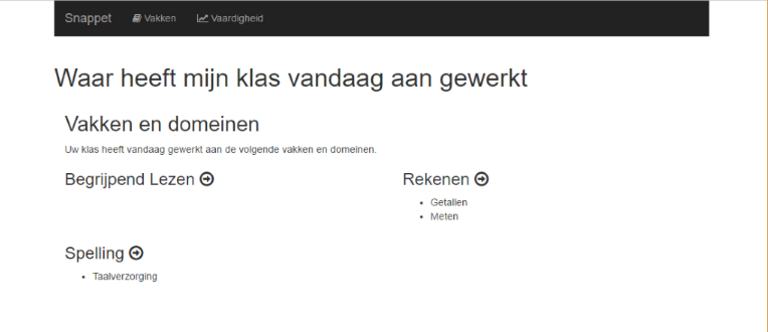 Snappet Vakken Vaardigheid
Waar heeft mijn klas vandaag aan gewerkt
Vakken en domeinen
Uw klas heeft vandaag gewerkt aan de volgende vakken en domeinen.
Begrijpend Lezen
Rekenen
Getallen
Meten
Spelling
Taalverzorging